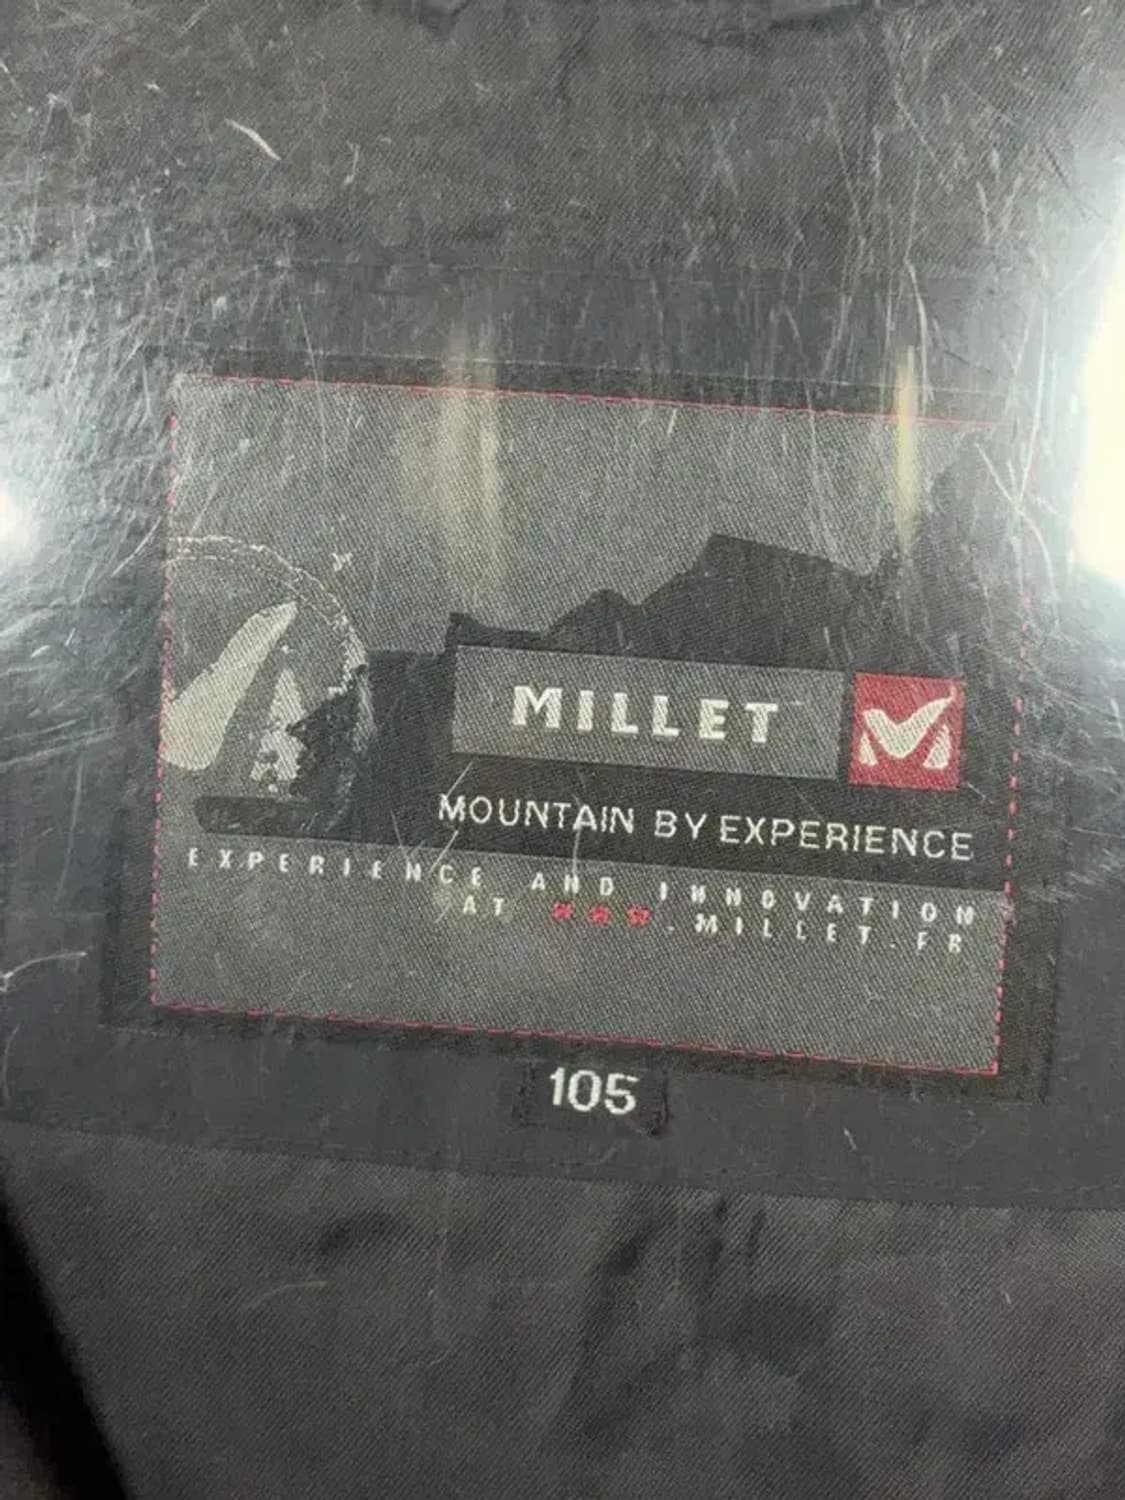 MILLET
MOUNTAIN BY EXPERIENCE
EXPERIENCE AND INNOVATION
AT WWW.MILLET.FR
105